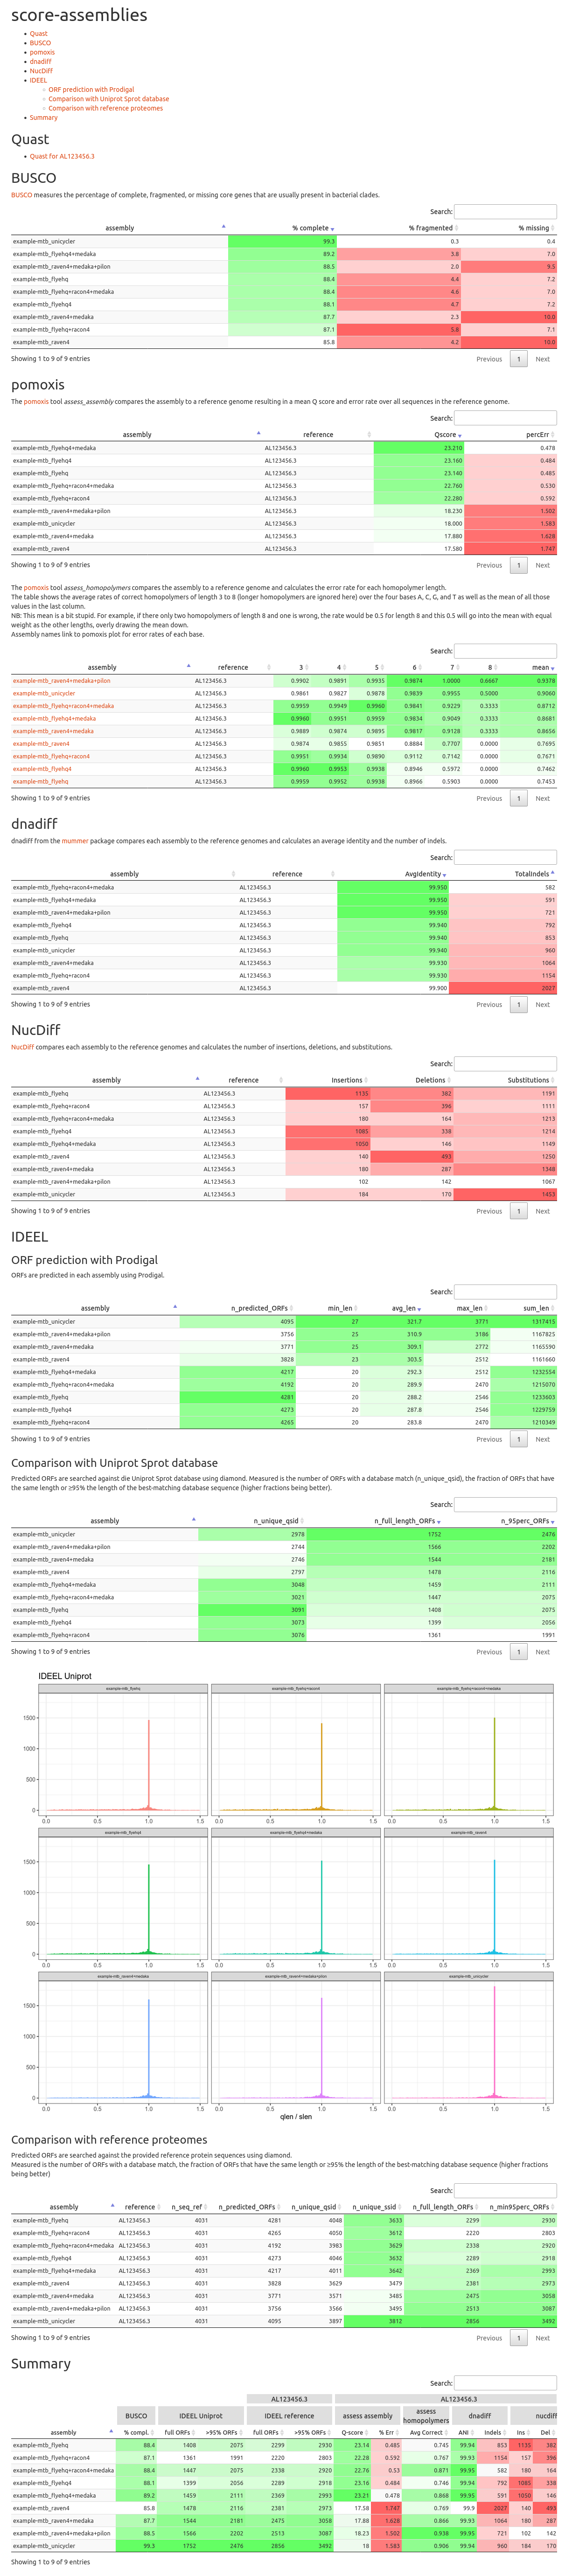 score-assemblies
Quast
BUSCO
pomoxis
dnadiff
NucDiff
IDEEL
ORF prediction with Prodigal
Comparison with Uniprot Sprot database
Comparison with reference proteomes
Summary
Quast
Quast for AL123456.3
BUSCO
BUSCO measures the percentage of complete, fragmented, or missing core genes that are usually present in bacterial clades.
Search:
assembly % complete % fragmented % missing
example-mtb_unicycler 99.3 0.3 0.4
example-mtb_flyehq4+medaka 89.2 3.8 7.0
example-mtb_raven4+medaka+pilon 88.5 2.0 9.5
example-mtb_flyehq 88.4 4.4 7.2
example-mtb_flyehq+racon4+medaka 88.4 4.6 7.0
example-mtb_flyehq4 88.1 4.7 7.2
example-mtb_raven4+medaka 87.7 2.3 10.0
example-mtb_flyehq+racon4 87.1 5.8 7.1
example-mtb_raven4 85.8 4.2 10.0
Showing 1 to 9 of 9 entries Previous 1 Next
pomoxis
The pomoxis tool assess_assembly compares the assembly to a reference genome resulting in a mean Q score and error rate over all sequences in the reference genome.
Search:
assembly reference Qscore percErr
example-mtb_flyehq4+medaka AL123456.3 23.210 0.478
example-mtb_flyehq4 AL123456.3 23.160 0.484
example-mtb_flyehq AL123456.3 23.140 0.485
example-mtb_flyehq+racon4+medaka AL123456.3 22.760 0.530
example-mtb_flyehq+racon4 AL123456.3 22.280 0.592
example-mtb_raven4+medaka+pilon AL123456.3 18.230 1.502
example-mtb_unicycler AL123456.3 18.000 1.583
example-mtb_raven4+medaka AL123456.3 17.880 1.628
example-mtb_raven4 AL123456.3 17.580 1.747
Showing 1 to 9 of 9 entries Previous 1 Next
The pomoxis tool assess_homopolymers compares the assembly to a reference genome and calculates the error rate for each homopolymer length.
The table shows the average rates of correct homopolymers of length 3 to 8 (longer homopolymers are ignored here) over the four bases A, C, G, and T as well as the mean of all those
values in the last column.
NB: This mean is a bit stupid. For example, if there only two homopolymers of length 8 and one is wrong, the rate would be 0.5 for length 8 and this 0.5 will go into the mean with equal
weight as the other lengths, overly drawing the mean down.
Assembly names link to pomoxis plot for error rates of each base.
Search:
assembly reference 3 4 5 6 7 8 mean
example-mtb_raven4+medaka+pilon AL123456.3 0.9902 0.9891 0.9935 0.9874 1.0000 0.6667 0.9378
example-mtb_unicycler AL123456.3 0.9861 0.9827 0.9878 0.9839 0.9955 0.5000 0.9060
example-mtb_flyehq+racon4+medaka AL123456.3 0.9959 0.9949 0.9960 0.9841 0.9229 0.3333 0.8712
example-mtb_flyehq4+medaka AL123456.3 0.9960 0.9951 0.9959 0.9834 0.9049 0.3333 0.8681
example-mtb_raven4+medaka AL123456.3 0.9889 0.9874 0.9895 0.9817 0.9128 0.3333 0.8656
example-mtb_raven4 AL123456.3 0.9874 0.9855 0.9851 0.8884 0.7707 0.0000 0.7695
example-mtb_flyehq+racon4 AL123456.3 0.9951 0.9934 0.9890 0.9112 0.7142 0.0000 0.7671
example-mtb_flyehq4 AL123456.3 0.9960 0.9953 0.9938 0.8946 0.5972 0.0000 0.7462
example-mtb_flyehq AL123456.3 0.9959 0.9952 0.9938 0.8966 0.5903 0.0000 0.7453
Showing 1 to 9 of 9 entries Previous 1 Next
dnadiff
dnadiff from the mummer package compares each assembly to the reference genomes and calculates an average identity and the number of indels.
Search:
assembly reference AvgIdentity TotalIndels
example-mtb_flyehq+racon4+medaka AL123456.3 99.950 582
example-mtb_flyehq4+medaka AL123456.3 99.950 591
example-mtb_raven4+medaka+pilon AL123456.3 99.950 721
example-mtb_flyehq4 AL123456.3 99.940 792
example-mtb_flyehq AL123456.3 99.940 853
example-mtb_unicycler AL123456.3 99.940 960
example-mtb_raven4+medaka AL123456.3 99.930 1064
example-mtb_flyehq+racon4 AL123456.3 99.930 1154
example-mtb_raven4 AL123456.3 99.900 2027
Showing 1 to 9 of 9 entries Previous 1 Next
NucDiff
NucDiff compares each assembly to the reference genomes and calculates the number of insertions, deletions, and substitutions.
Search:
assembly reference Insertions Deletions Substitutions
example-mtb_flyehq AL123456.3 1135 382 1191
example-mtb_flyehq+racon4 AL123456.3 157 396 1111
example-mtb_flyehq+racon4+medaka AL123456.3 180 164 1213
example-mtb_flyehq4 AL123456.3 1085 338 1214
example-mtb_flyehq4+medaka AL123456.3 1050 146 1149
example-mtb_raven4 AL123456.3 140 493 1250
example-mtb_raven4+medaka AL123456.3 180 287 1348
example-mtb_raven4+medaka+pilon AL123456.3 102 142 1067
example-mtb_unicycler AL123456.3 184 170 1453
Showing 1 to 9 of 9 entries Previous 1 Next
IDEEL
ORF prediction with Prodigal
ORFs are predicted in each assembly using Prodigal.
Search:
assembly n_predicted_ORFs min_len avg_len max_len sum_len
example-mtb_unicycler 4095 27 321.7 3771 1317415
example-mtb_raven4+medaka+pilon 3756 25 310.9 3186 1167825
example-mtb_raven4+medaka 3771 25 309.1 2772 1165590
example-mtb_raven4 3828 23 303.5 2512 1161660
example-mtb_flyehq4+medaka 4217 20 292.3 2512 1232554
example-mtb_flyehq+racon4+medaka 4192 20 289.9 2470 1215070
example-mtb_flyehq 4281 20 288.2 2546 1233603
example-mtb_flyehq4 4273 20 287.8 2546 1229759
example-mtb_flyehq+racon4 4265 20 283.8 2470 1210349
Showing 1 to 9 of 9 entries Previous 1 Next
Comparison with Uniprot Sprot database
Predicted ORFs are searched against die Uniprot Sprot database using diamond. Measured is the number of ORFs with a database match (n_unique_qsid), the fraction of ORFs that have
the same length or ≥95% the length of the best-matching database sequence (higher fractions being better).
Search:
assembly n_unique_qsid n_full_length_ORFs n_95perc_ORFs
example-mtb_unicycler 2978 1752 2476
example-mtb_raven4+medaka+pilon 2744 1566 2202
example-mtb_raven4+medaka 2746 1544 2181
example-mtb_raven4 2797 1478 2116
example-mtb_flyehq4+medaka 3048 1459 2111
example-mtb_flyehq+racon4+medaka 3021 1447 2075
example-mtb_flyehq 3091 1408 2075
example-mtb_flyehq4 3073 1399 2056
example-mtb_flyehq+racon4 3076 1361 1991
Showing 1 to 9 of 9 entries Previous 1 Next
IDEEL Uniprot
example-mtb_flyehq example-mtb_flyehq+racon4 example-mtb_flyehq+racon4+medaka
1500
1000
500
0
0.0 0.5 1.0 1.5 0.0 0.5 1.0 1.5 0.0 0.5 1.0 1.5
example-mtb_flyehq4 example-mtb_flyehq4+medaka example-mtb_raven4
1500
1000
500
0
0.0 0.5 1.0 1.5 0.0 0.5 1.0 1.5 0.0 0.5 1.0 1.5
example-mtb_raven4+medaka example-mtb_raven4+medaka+pilon example-mtb_unicycler
1500
1000
500
0
0.0 0.5 1.0 1.5 0.0 0.5 1.0 1.5 0.0 0.5 1.0 1.5
qlen / slen
Comparison with reference proteomes
Predicted ORFs are searched against the provided reference protein sequences using diamond.
Measured is the number of ORFs with a database match, the fraction of ORFs that have the same length or ≥95% the length of the best-matching database sequence (higher fractions
being better)
Search:
assembly reference n_seq_ref n_predicted_ORFs n_unique_qsid n_unique_ssid n_full_length_ORFs n_min95perc_ORFs
example-mtb_flyehq AL123456.3 4031 4281 4048 3633 2299 2930
example-mtb_flyehq+racon4 AL123456.3 4031 4265 4050 3612 2220 2803
example-mtb_flyehq+racon4+medaka AL123456.3 4031 4192 3983 3629 2338 2920
example-mtb_flyehq4 AL123456.3 4031 4273 4046 3632 2289 2918
example-mtb_flyehq4+medaka AL123456.3 4031 4217 4011 3642 2369 2993
example-mtb_raven4 AL123456.3 4031 3828 3629 3479 2381 2973
example-mtb_raven4+medaka AL123456.3 4031 3771 3571 3485 2475 3058
example-mtb_raven4+medaka+pilon AL123456.3 4031 3756 3566 3495 2513 3087
example-mtb_unicycler AL123456.3 4031 4095 3897 3812 2856 3492
Showing 1 to 9 of 9 entries Previous 1 Next
Summary
Search:
AL123456.3 AL123456.3
BUSCO IDEEL Uniprot IDEEL reference assess assembly assess homopolymers dnadiff nucdiff
assembly % compl. full ORFs >95% ORFs full ORFs >95% ORFs Q-score % Err Avg Correct ANI Indels Ins Del
example-mtb_flyehq 88.4 1408 2075 2299 2930 23.14 0.485 0.745 99.94 853 1135 382
example-mtb_flyehq+racon4 87.1 1361 1991 2220 2803 22.28 0.592 0.767 99.93 1154 157 396
example-mtb_flyehq+racon4+medaka 88.4 1447 2075 2338 2920 22.76 0.53 0.871 99.95 582 180 164
example-mtb_flyehq4 88.1 1399 2056 2289 2918 23.16 0.484 0.746 99.94 792 1085 338
example-mtb_flyehq4+medaka 89.2 1459 2111 2369 2993 23.21 0.478 0.868 99.95 591 1050 146
example-mtb_raven4 85.8 1478 2116 2381 2973 17.58 1.747 0.769 99.9 2027 140 493
example-mtb_raven4+medaka 87.7 1544 2181 2475 3058 17.88 1.628 0.866 99.93 1064 180 287
example-mtb_raven4+medaka+pilon 88.5 1566 2202 2513 3087 18.23 1.502 0.938 99.95 721 102 142
example-mtb_unicycler 99.3 1752 2476 2856 3492 18 1.583 0.906 99.94 960 184 170
Showing 1 to 9 of 9 entries